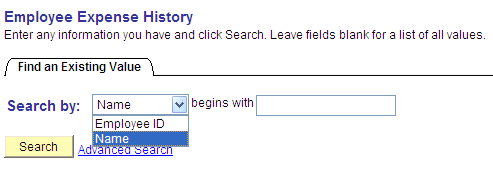 Employee Expense History
Enter any information you have and click Search. Leave fields blank for a list of all values.
Find an Existing Value
Search by: Name begins with
Employee ID
Name
Search Advanced Search